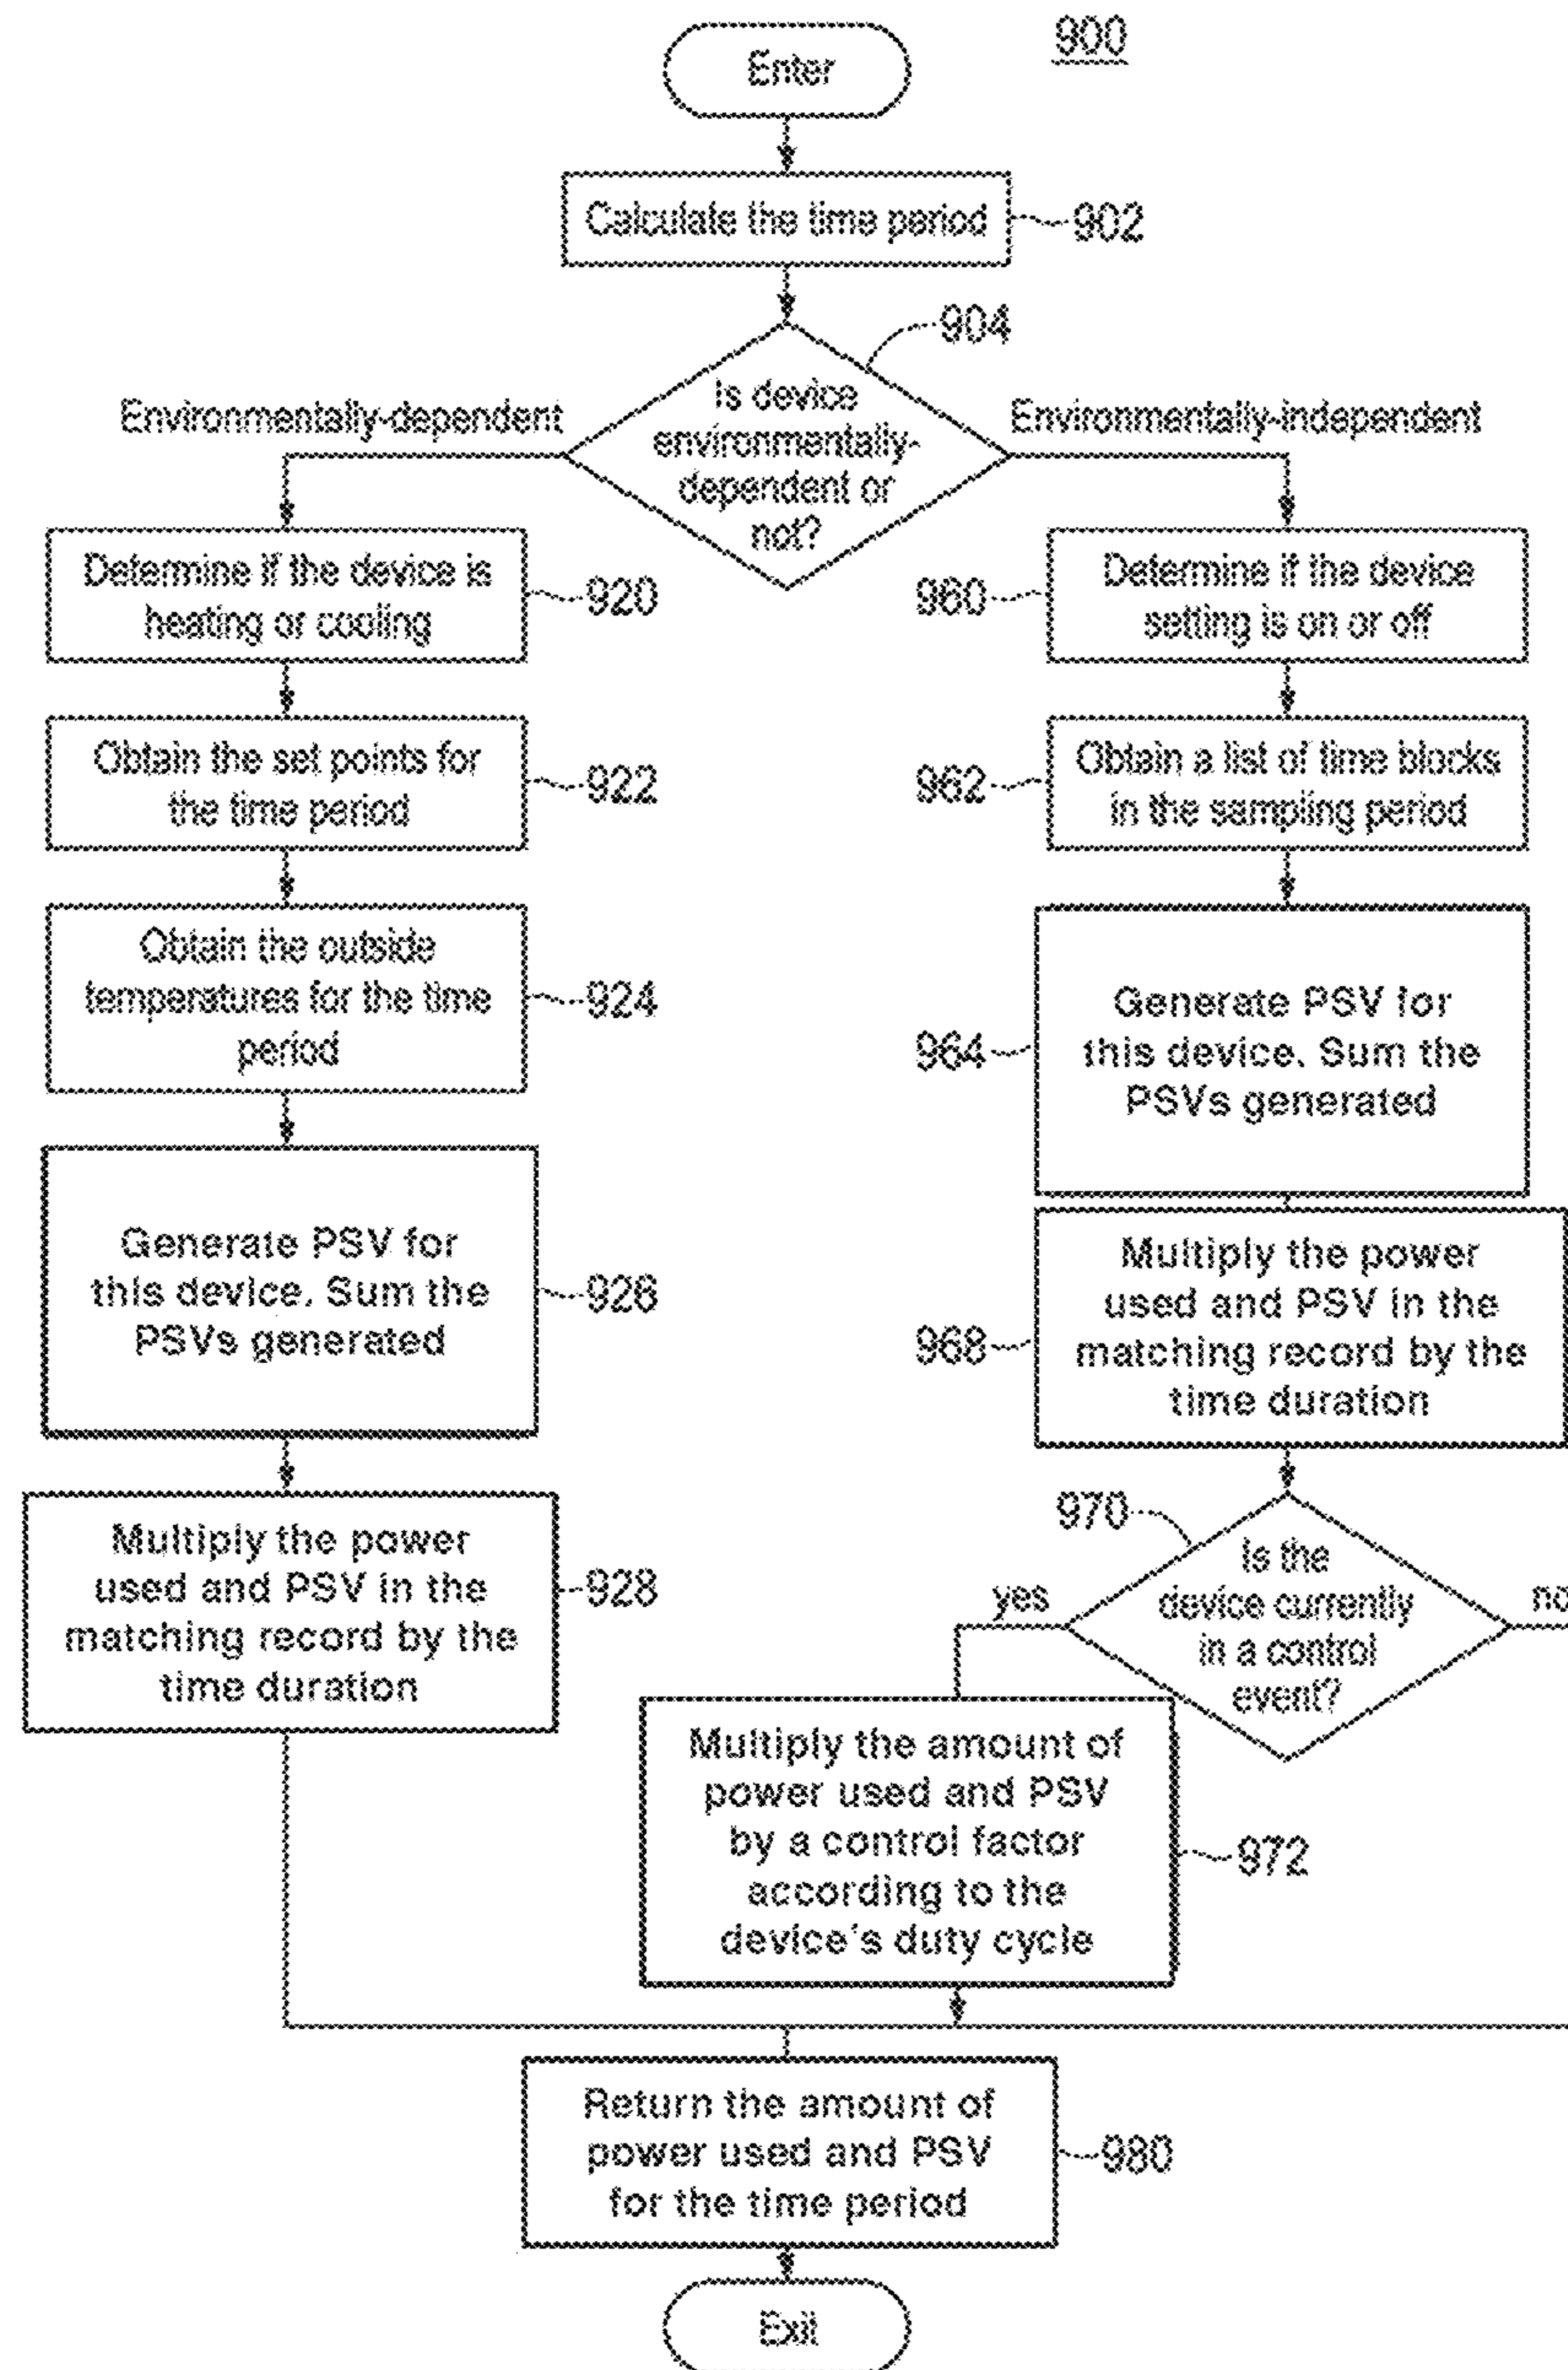 900
Enter
Calculate the time period
902
904
Is device
environmentally-
dependent or
not?
Environmentally-dependent
Environmentally-independent
Determine if the device is
heating or cooling
920
Obtain the set points for
the time period
922
Obtain the outside
temperatures for the time
period
924
Generate PSV for
this device. Sum the
PSVs generated
926
Multiply the power
used and PSV in the
matching record by the
time duration
928
960
Determine if the device
setting is on or off
962
Obtain a list of time blocks
in the sampling period
964
Generate PSV for
this device. Sum the
PSVs generated
968
Multiply the power
used and PSV in the
matching record by the
time duration
970
Is the
device currently
in a control
event?
yes
no
Multiply the amount of
power used and PSV
by a control factor
according to the
device's duty cycle
972
Return the amount of
power used and PSV
for the time period
980
Exit